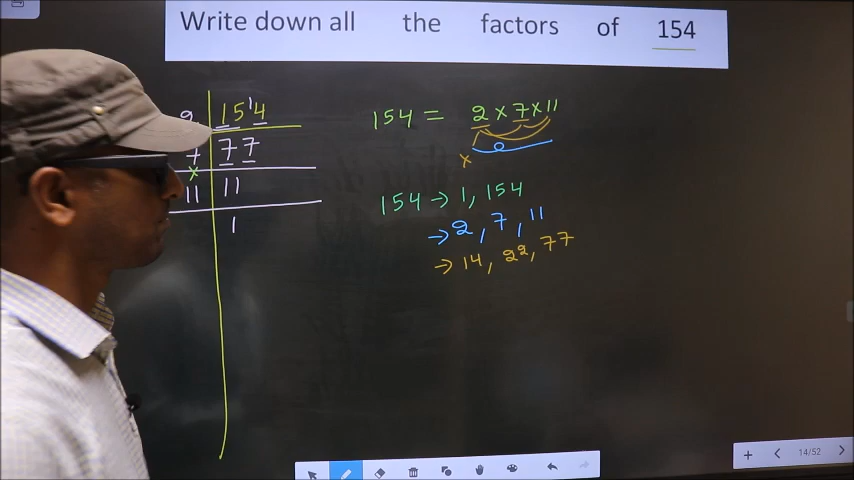 Write down all the factors of 154
2 | 15¹4
7 | 77
11 | 11
1
154 = 2 x 7 x 11
x
154 → 1, 154
→ 2, 7, 11
→ 14, 22, 77
14/52